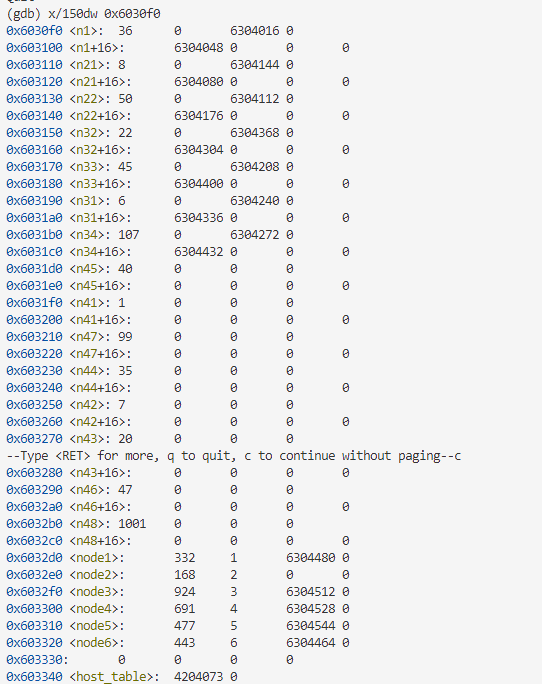 (gdb) x/150dw 0x6030f0
0x6030f0 <n1>: 36 0 6304016 0
0x603100 <n1+16>: 6304048 0 0 0
0x603110 <n21>: 8 0 6304144 0
0x603120 <n21+16>: 6304080 0 0 0
0x603130 <n22>: 50 0 6304112 0
0x603140 <n22+16>: 6304176 0 0 0
0x603150 <n32>: 22 0 6304368 0
0x603160 <n32+16>: 6304304 0 0 0
0x603170 <n33>: 45 0 6304208 0
0x603180 <n33+16>: 6304400 0 0 0
0x603190 <n31>: 6 0 6304240 0
0x6031a0 <n31+16>: 6304336 0 0 0
0x6031b0 <n34>: 107 0 6304272 0
0x6031c0 <n34+16>: 6304432 0 0 0
0x6031d0 <n45>: 40 0 0 0
0x6031e0 <n45+16>: 0 0 0 0
0x6031f0 <n41>: 1 0 0 0
0x603200 <n41+16>: 0 0 0 0
0x603210 <n47>: 99 0 0 0
0x603220 <n47+16>: 0 0 0 0
0x603230 <n44>: 35 0 0 0
0x603240 <n44+16>: 0 0 0 0
0x603250 <n42>: 7 0 0 0
0x603260 <n42+16>: 0 0 0 0
0x603270 <n43>: 20 0 0 0
--Type <RET> for more, q to quit, c to continue without paging--c
0x603280 <n43+16>: 0 0 0 0
0x603290 <n46>: 47 0 0 0
0x6032a0 <n46+16>: 0 0 0 0
0x6032b0 <n48>: 1001 0 0 0
0x6032c0 <n48+16>: 0 0 0 0
0x6032d0 <node1>: 332 1 6304480 0
0x6032e0 <node2>: 168 2 0 0
0x6032f0 <node3>: 924 3 6304512 0
0x603300 <node4>: 691 4 6304528 0
0x603310 <node5>: 477 5 6304544 0
0x603320 <node6>: 443 6 6304464 0
0x603330: 0 0 0 0
0x603340 <host_table>: 4204073 0